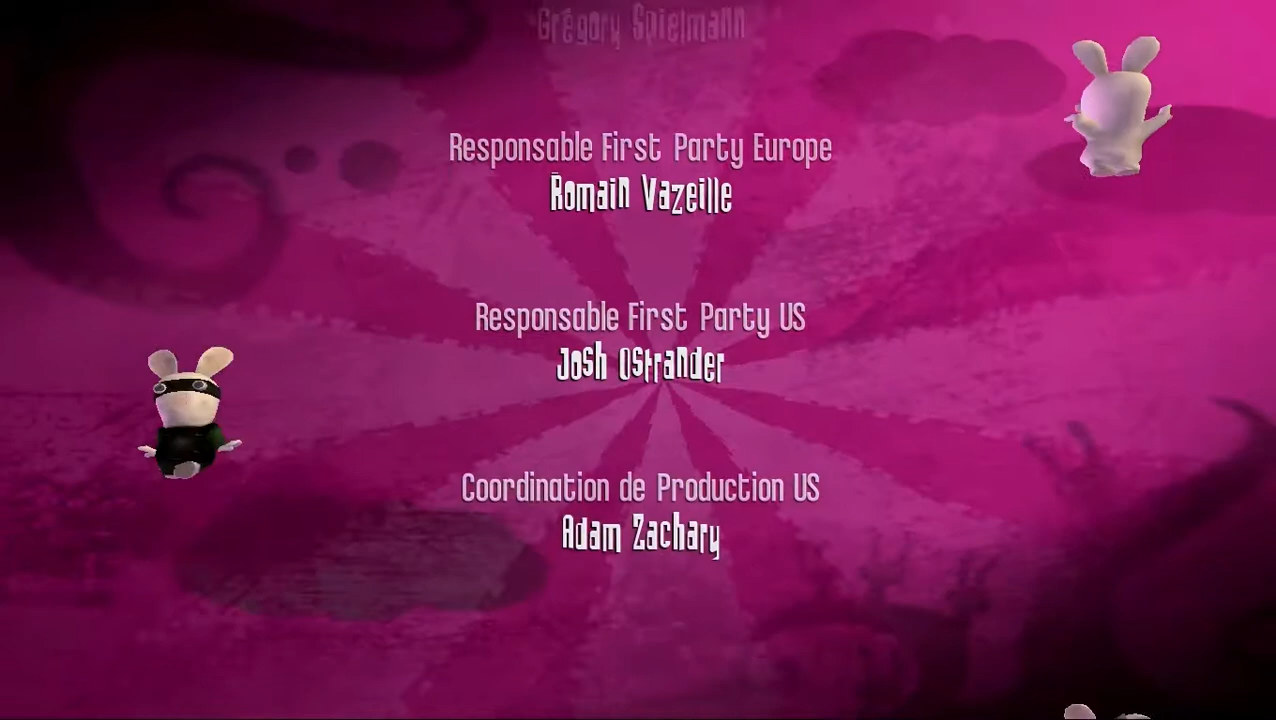 Grégory Spielmann
Responsable First Party Europe
Romain Vazeille
Responsable First Party US
Josh Ostrander
Coordination de Production US
Adam Zachary